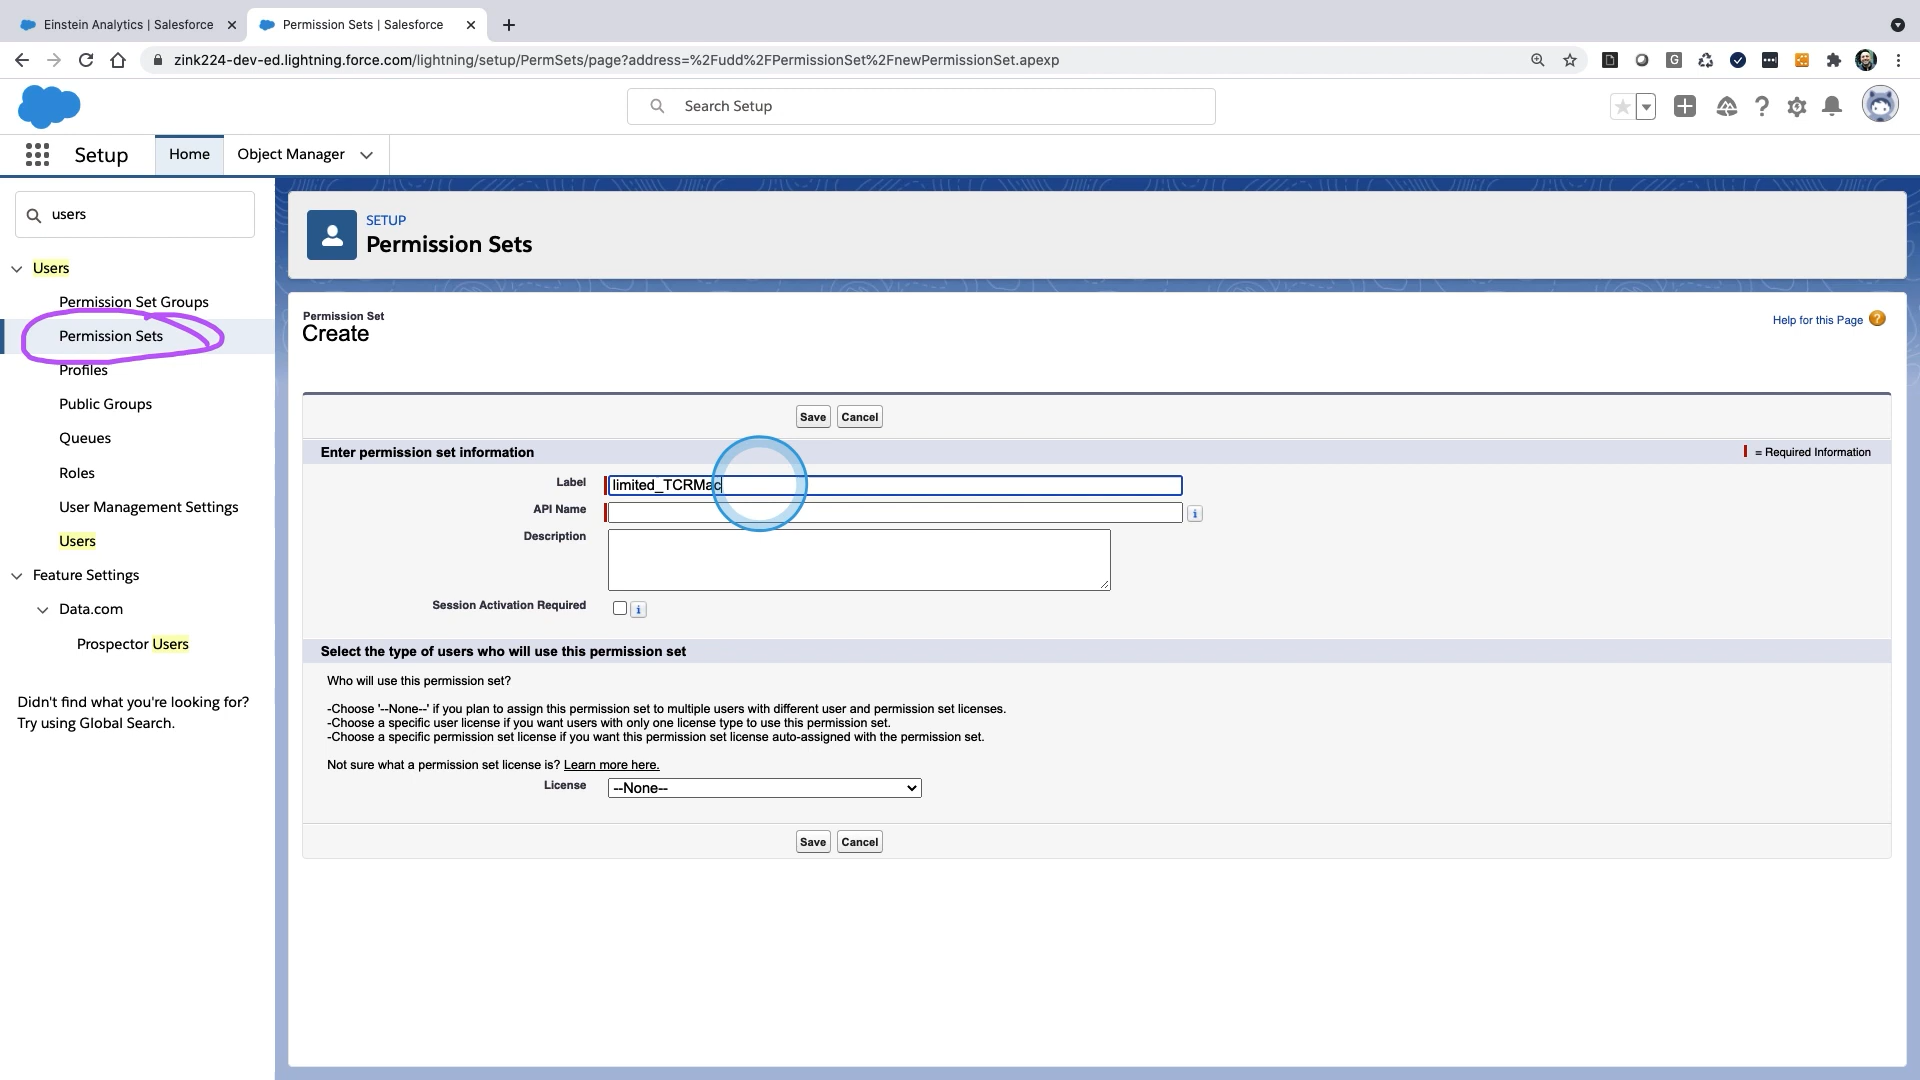 Einstein Analytics | Salesforce
Permission Sets | Salesforce
zink224-dev-ed.lightning.force.com/lightning/setup/PermSets/page?address=%2Fudd%2FPermissionSet%2FnewPermissionSet.apexp
Search Setup
Setup
Home
Object Manager
users
Users
Permission Set Groups
Permission Sets
Profiles
Public Groups
Queues
Roles
User Management Settings
Users
Feature Settings
Data.com
Prospector Users
Didn't find what you're looking for?
Try using Global Search.
SETUP
Permission Sets
Permission Set
Create
Help for this Page
Save
Cancel
Enter permission set information
= Required Information
Label
limited_TCRMac
API Name
Description
Session Activation Required
Select the type of users who will use this permission set
Who will use this permission set?
-Choose '--None--' if you plan to assign this permission set to multiple users with different user and permission set licenses.
-Choose a specific user license if you want users with only one license type to use this permission set.
-Choose a specific permission set license if you want this permission set license auto-assigned with the permission set.
Not sure what a permission set license is? Learn more here.
License
--None--
Save
Cancel